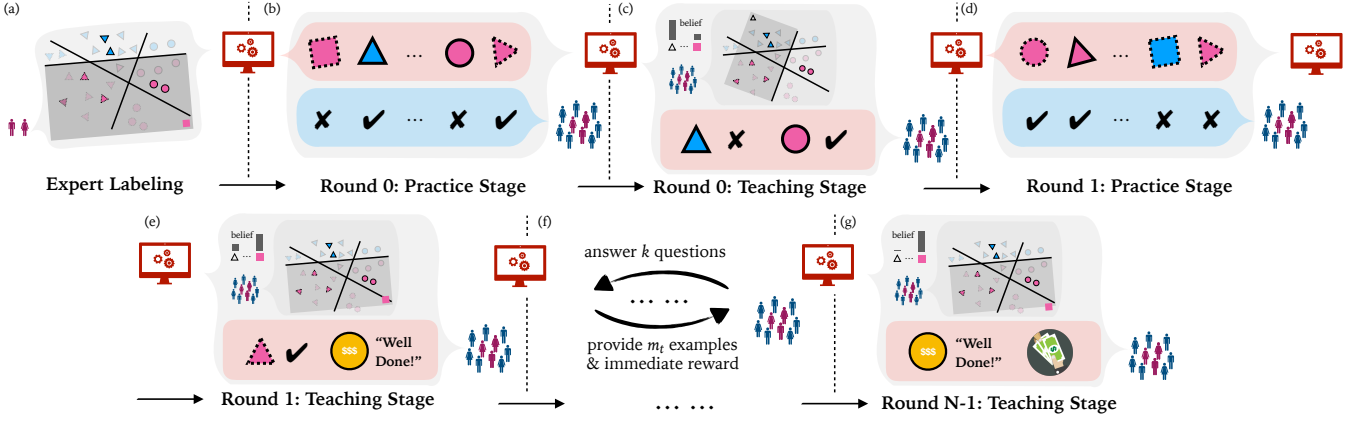 (a)
(b)
(c)
(d)
belief
...
...
...
Expert Labeling
Round 0: Practice Stage
Round 0: Teaching Stage
Round 1: Practice Stage
(e)
(f)
(g)
belief
...
$$$
“Well
Done!”
Round 1: Teaching Stage
answer k questions
... ...
provide mₜ examples
& immediate reward
... ...
belief
...
$$$
“Well
Done!”
$
Round N-1: Teaching Stage